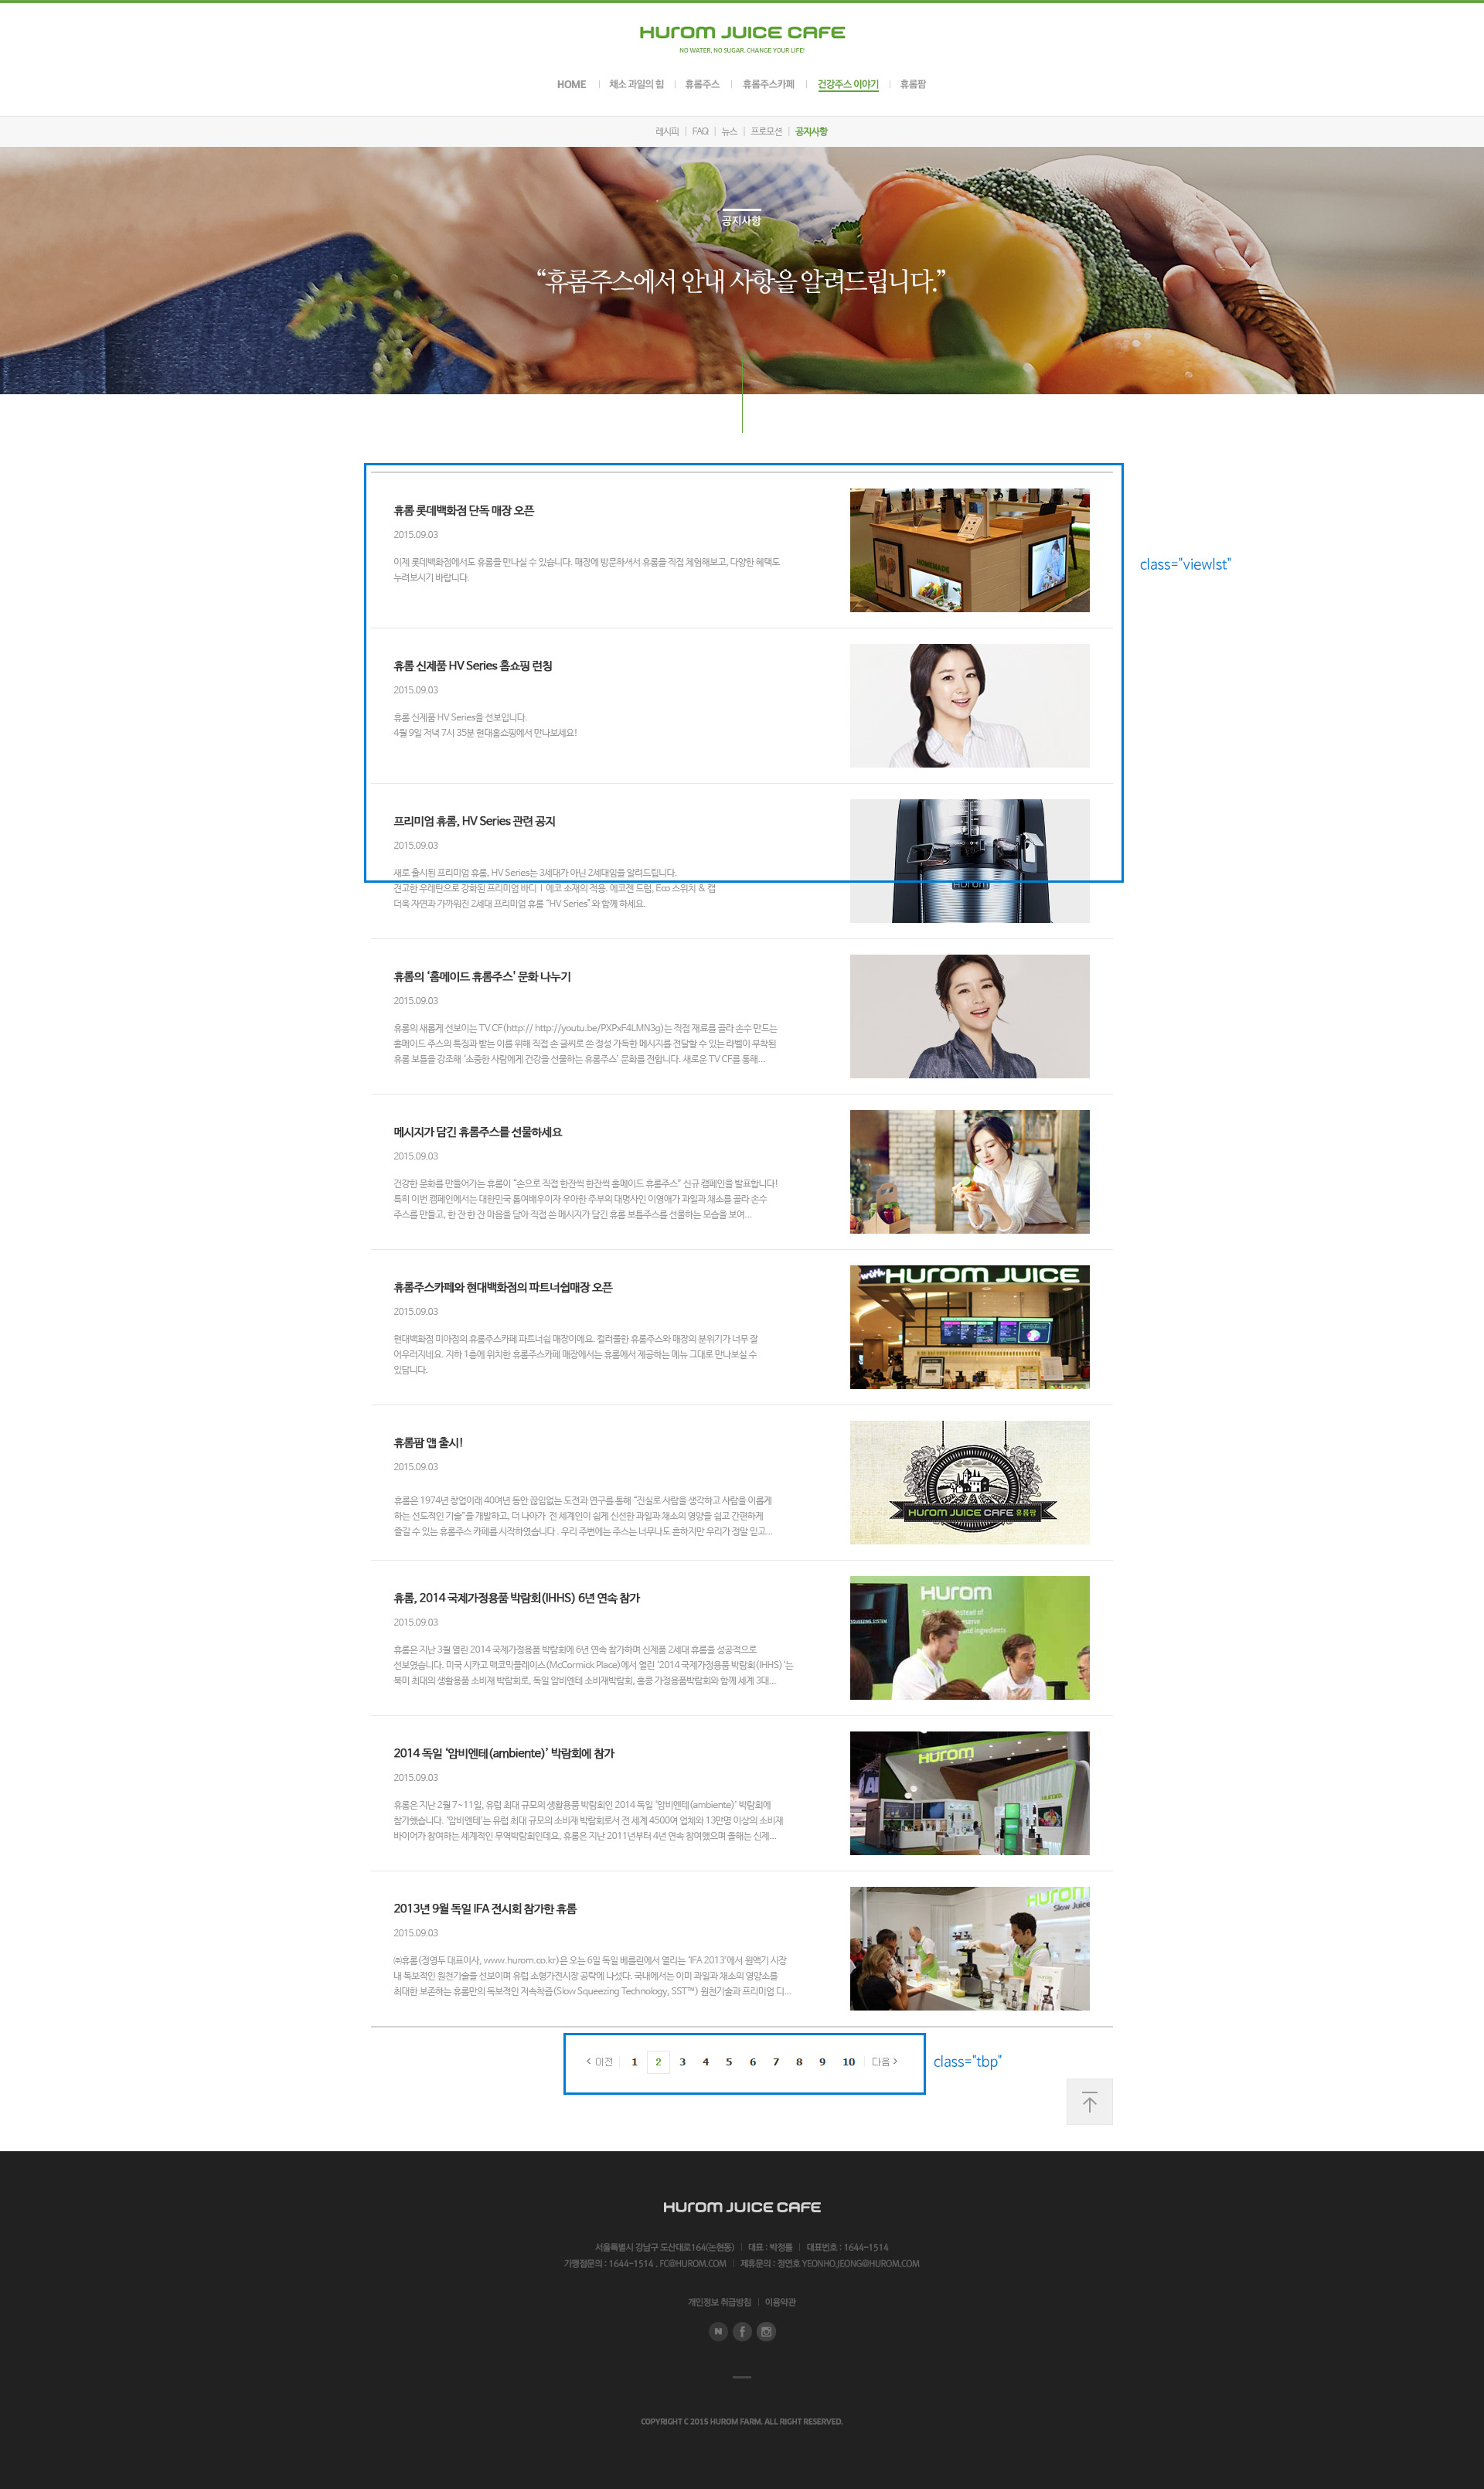 HUROM JUICE CAFE
NO WATER, NO SUGAR. CHANGE YOUR LIFE!
HOME 채소 과일의 힘 휴롬주스 휴롬주스카페 건강주스 이야기 휴롬팜
레시피 FAQ 뉴스 프로모션 공지사항
공지사항
“휴롬주스에서 안내 사항을 알려드립니다.”
휴롬 롯데백화점 단독 매장 오픈
2015.09.03
이제 롯데백화점에서도 휴롬을 만나실 수 있습니다. 매장에 방문하셔서 휴롬을 직접 체험해보고, 다양한 혜택도
누려보시기 바랍니다.
HOMEMADE
class="viewlst"
휴롬 신제품 HV Series 홈쇼핑 런칭
2015.09.03
휴롬 신제품 HV Series을 선보입니다.
4월 9일 저녁 7시 35분 현대홈쇼핑에서 만나보세요!
프리미엄 휴롬, HV Series 관련 공지
2015.09.03
새로 출시된 프리미엄 휴롬, HV Series는 3세대가 아닌 2세대임을 알려드립니다.
견고한 우레탄으로 강화된 프리미엄 바디 | 에코 소재의 적용. 에코젠 드럼, Eco 스위치 & 캡
더욱 자연과 가까워진 2세대 프리미엄 휴롬 “HV Series” 와 함께 하세요.
HUROM
휴롬의 ‘홈메이드 휴롬주스’ 문화 나누기
2015.09.03
휴롬의 새롭게 선보이는 TV CF(http:// http://youtu.be/PXPxF4LMN3g)는 직접 재료를 골라 손수 만드는
홈메이드 주스의 특징과 받는 이를 위해 직접 손 글씨로 쓴 정성 가득한 메시지를 전달할 수 있는 라벨이 부착된
휴롬 보틀을 강조해 ‘소중한 사람에게 건강을 선물하는 휴롬주스’ 문화를 전합니다. 새로운 TV CF를 통해...
메시지가 담긴 휴롬주스를 선물하세요
2015.09.03
건강한 문화를 만들어가는 휴롬이 “손으로 직접 한잔씩 한잔씩 홈메이드 휴롬주스” 신규 캠페인을 발표합니다!
특히 이번 캠페인에서는 대한민국 톱여배우이자 우아한 주부의 대명사인 이영애가 과일과 채소를 골라 손수
주스를 만들고, 한 잔 한 잔 마음을 담아 직접 쓴 메시지가 담긴 휴롬 보틀주스를 선물하는 모습을 보여...
휴롬주스카페와 현대백화점의 파트너쉽매장 오픈
2015.09.03
현대백화점 미아점의 휴롬주스카페 파트너쉽 매장이에요. 컬러풀한 휴롬주스와 매장의 분위기가 너무 잘
어우러지네요. 지하 1층에 위치한 휴롬주스카페 매장에서는 휴롬에서 제공하는 메뉴 그대로 만나보실 수
있답니다.
with HUROM JUICE
휴롬팜 앱 출시!
2015.09.03
휴롬은 1974년 창업이래 40여년 동안 끊임없는 도전과 연구를 통해 “진실로 사람을 생각하고 사람을 이롭게
하는 선도적인 기술”을 개발하고, 더 나아가 전 세계인이 쉽게 신선한 과일과 채소의 영양을 쉽고 간편하게
즐길 수 있는 휴롬주스 카페를 시작하였습니다 . 우리 주변에는 주스는 너무나도 흔하지만 우리가 정말 믿고...
HUROM JUICE CAFE 휴롬팜
휴롬, 2014 국제가정용품 박람회(IHHS) 6년 연속 참가
2015.09.03
휴롬은 지난 3월 열린 2014 국제가정용품 박람회에 6년 연속 참가하며 신제품 2세대 휴롬을 성공적으로
선보였습니다. 미국 시카고 맥코믹플레이스(McCormick Place)에서 열린 ‘2014 국제가정용품 박람회(IHHS)’는
북미 최대의 생활용품 소비재 박람회로, 독일 암비엔테 소비재박람회, 홍콩 가정용품박람회와 함께 세계 3대...
HUROM
instead of
and ingredients
SQUEEZING SYSTEM
2014 독일 ‘암비엔테(ambiente)’ 박람회에 참가
2015.09.03
휴롬은 지난 2월 7~11일, 유럽 최대 규모의 생활용품 박람회인 2014 독일 ‘암비엔테(ambiente)’ 박람회에
참가했습니다. ‘암비엔테’는 유럽 최대 규모의 소비재 박람회로서 전 세계 4500여 업체와 13만명 이상의 소비재
바이어가 참여하는 세계적인 무역박람회인데요, 휴롬은 지난 2011년부터 4년 연속 참여했으며 올해는 신제...
HUROM
2013년 9월 독일 IFA 전시회 참가한 휴롬
2015.09.03
㈜휴롬(정영두 대표이사, www.hurom.co.kr)은 오는 6일 독일 베를린에서 열리는 ‘IFA 2013’에서 원액기 시장
내 독보적인 원천기술을 선보이며 유럽 소형가전시장 공략에 나섰다. 국내에서는 이미 과일과 채소의 영양소를
최대한 보존하는 휴롬만의 독보적인 저속착즙(Slow Squeezing Technology, SST™) 원천기술과 프리미엄 디...
HUROM
Slow Juice
< 이전 1 2 3 4 5 6 7 8 9 10 다음 >
class="tbp"
HUROM JUICE CAFE
서울특별시 강남구 도산대로164(논현동) | 대표 : 박정률 | 대표번호 : 1644-1514
가맹점문의 : 1644-1514 , FC@HUROM.COM | 제휴문의 : 정연호 YEONHO.JEONG@HUROM.COM
개인정보 취급방침 | 이용약관
COPYRIGHT C 2015 HUROM FARM. ALL RIGHT RESERVED.